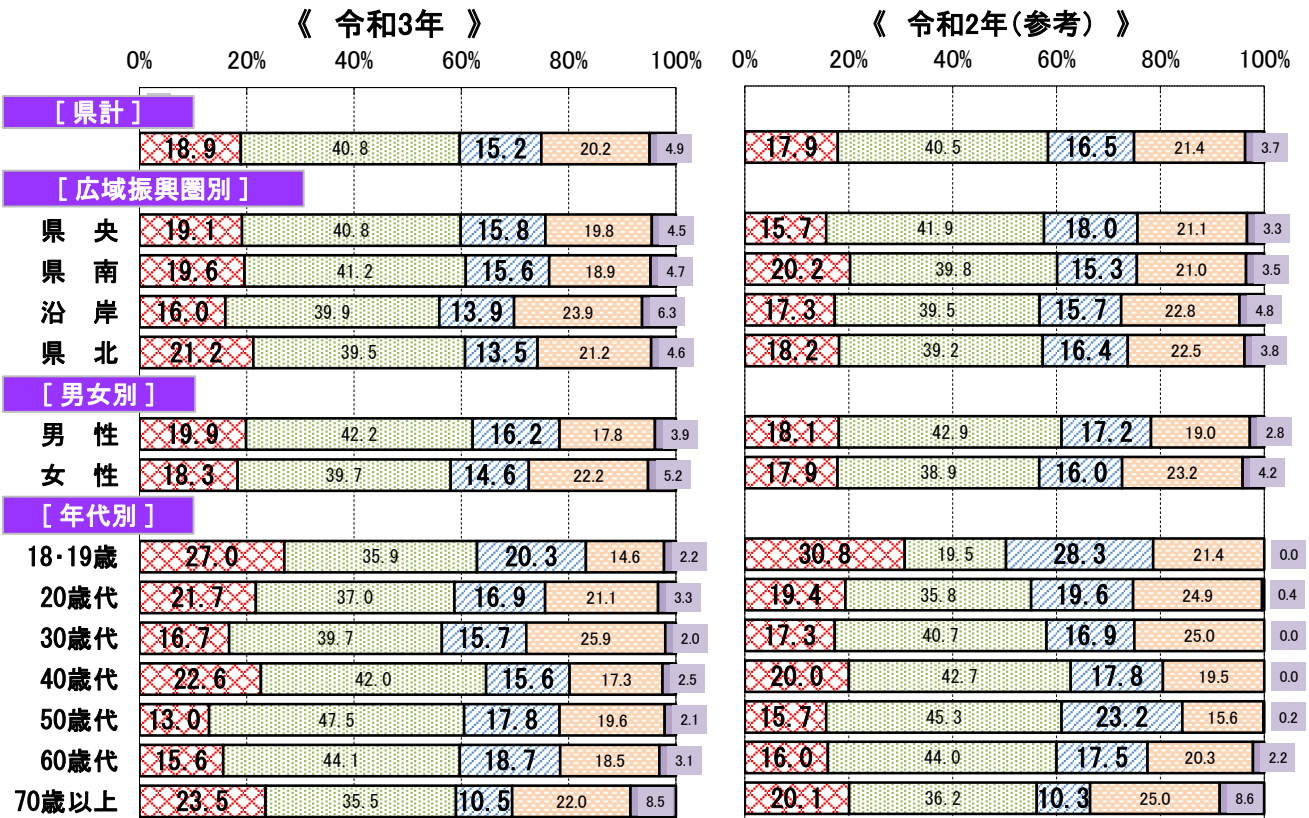 《 令和3年 》 《 令和2年(参考) 》
0% 20% 40% 60% 80% 100% 0% 20% 40% 60% 80% 100%
[ 県計 ]
18.9 40.8 15.2 20.2 4.9 17.9 40.5 16.5 21.4 3.7
[ 広域振興圏別 ]
県 央 19.1 40.8 15.8 19.8 4.5 15.7 41.9 18.0 21.1 3.3
県 南 19.6 41.2 15.6 18.9 4.7 20.2 39.8 15.3 21.0 3.5
沿 岸 16.0 39.9 13.9 23.9 6.3 17.3 39.5 15.7 22.8 4.8
県 北 21.2 39.5 13.5 21.2 4.6 18.2 39.2 16.4 22.5 3.8
[ 男女別 ]
男 性 19.9 42.2 16.2 17.8 3.9 18.1 42.9 17.2 19.0 2.8
女 性 18.3 39.7 14.6 22.2 5.2 17.9 38.9 16.0 23.2 4.2
[ 年代別 ]
18・19歳 27.0 35.9 20.3 14.6 2.2 30.8 19.5 28.3 21.4 0.0
20歳代 21.7 37.0 16.9 21.1 3.3 19.4 35.8 19.6 24.9 0.4
30歳代 16.7 39.7 15.7 25.9 2.0 17.3 40.7 16.9 25.0 0.0
40歳代 22.6 42.0 15.6 17.3 2.5 20.0 42.7 17.8 19.5 0.0
50歳代 13.0 47.5 17.8 19.6 2.1 15.7 45.3 23.2 15.6 0.2
60歳代 15.6 44.1 18.7 18.5 3.1 16.0 44.0 17.5 20.3 2.2
70歳以上 23.5 35.5 10.5 22.0 8.5 20.1 36.2 10.3 25.0 8.6